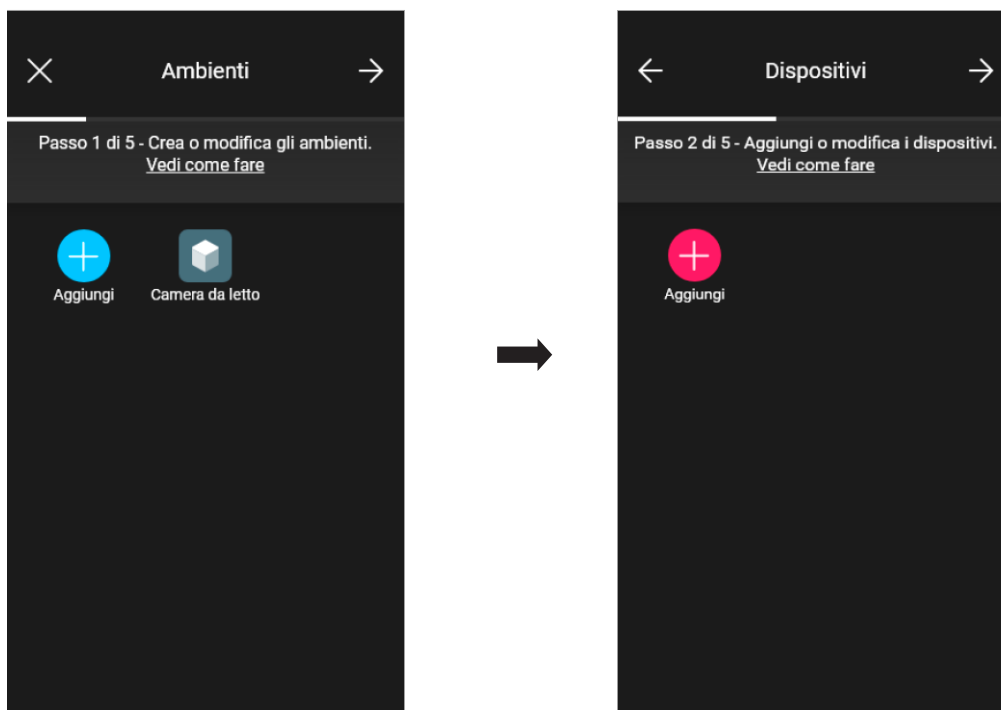 Ambienti
Passo 1 di 5 - Crea o modifica gli ambienti.
Vedi come fare
Aggiungi
Camera da letto
Dispositivi
Passo 2 di 5 - Aggiungi o modifica i dispositivi.
Vedi come fare
Aggiungi